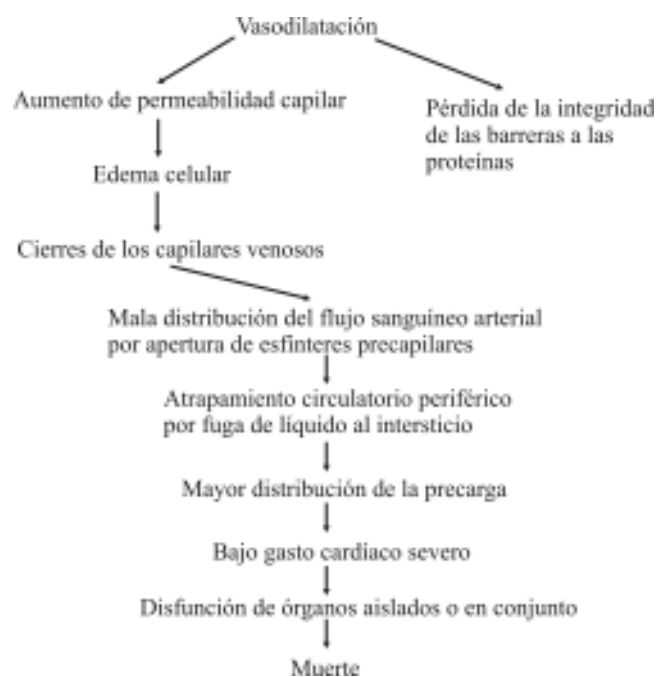 Vasodilatación
Aumento de permeabilidad capilar
Pérdida de la integridad
de las barreras a las
proteínas
Edema celular
Cierres de los capilares venosos
Mala distribución del flujo sanguíneo arterial
por apertura de esfínteres precapilares
Atrapamiento circulatorio periférico
por fuga de líquido al intersticio
Mayor distribución de la precarga
Bajo gasto cardíaco severo
Disfunción de órganos aislados o en conjunto
Muerte